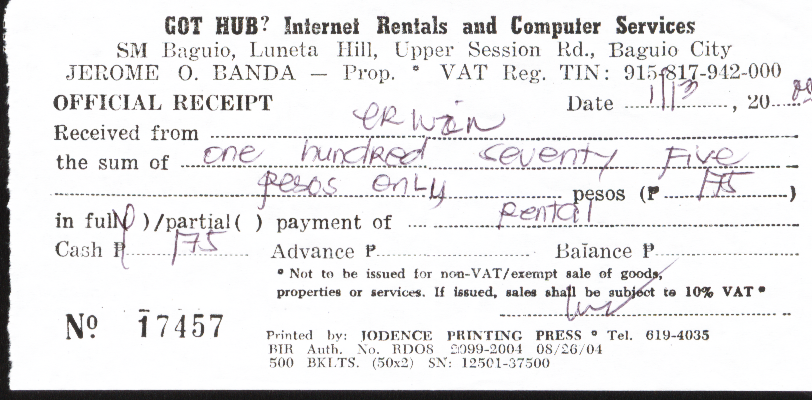 GOT HUB? Internet Rentals and Computer Services
SM Baguio, Luneta Hill, Upper Session Rd., Baguio City
JEROME O. BANDA — Prop. * VAT Reg. TIN: 915-817-942-000
OFFICIAL RECEIPT Date 1/13, 20
Received from erwin
the sum of one hundred seventy five
pesos only pesos (₱ 175 )
in full( )/partial( ) payment of rental
Cash ₱ 175 Advance ₱ Balance ₱
* Not to be issued for non-VAT/exempt sale of goods,
properties or services. If issued, sales shall be subject to 10% VAT *
Nº 17457
Printed by: JODENCE PRINTING PRESS * Tel. 619-4035
BIR Auth. No. RDOS 2099-2004 08/26/04
500 BKLTS. (50x2) SN: 12501-37500